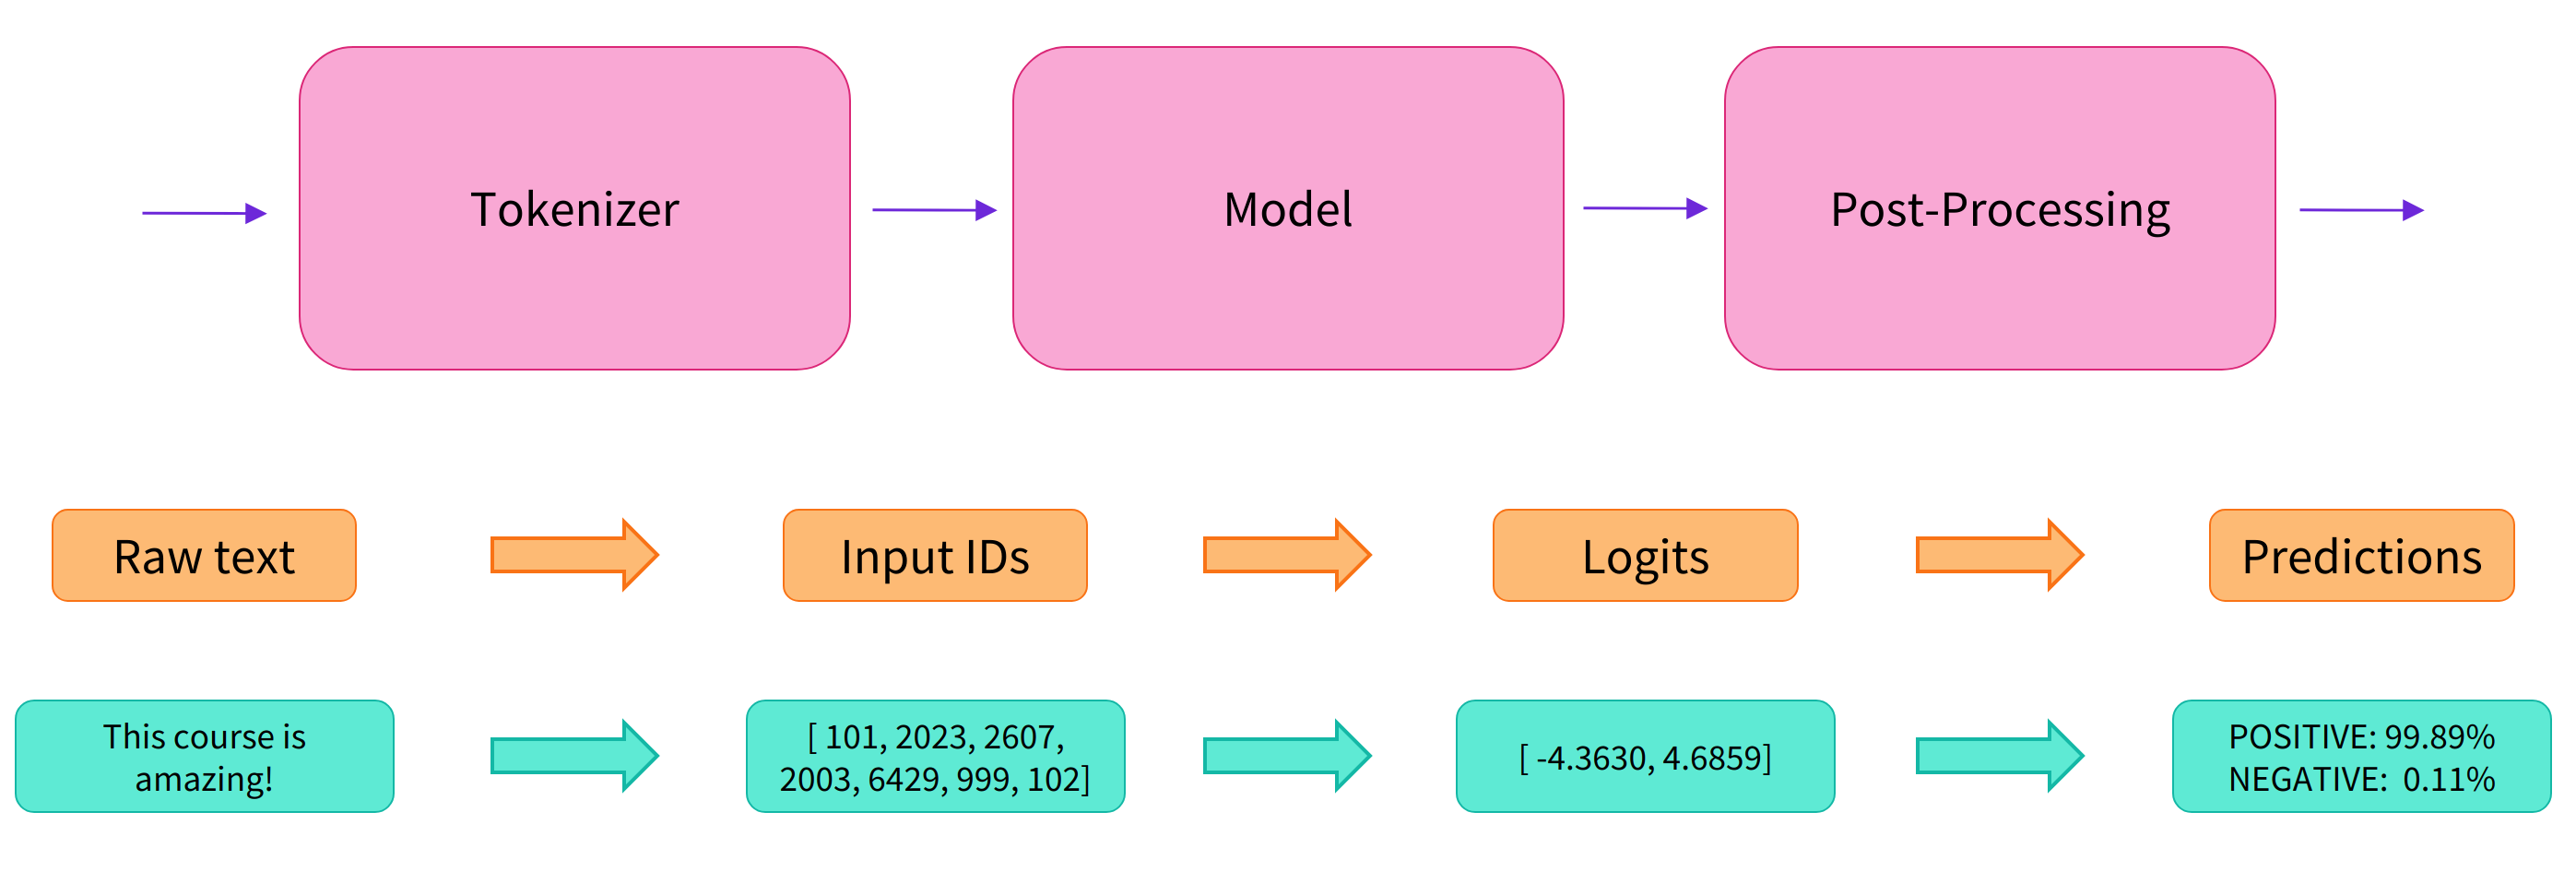 Tokenizer
Model
Post-Processing
Raw text
Input IDs
Logits
Predictions
This course is
amazing!
[ 101, 2023, 2607,
2003, 6429, 999, 102]
[ -4.3630, 4.6859]
POSITIVE: 99.89%
NEGATIVE: 0.11%